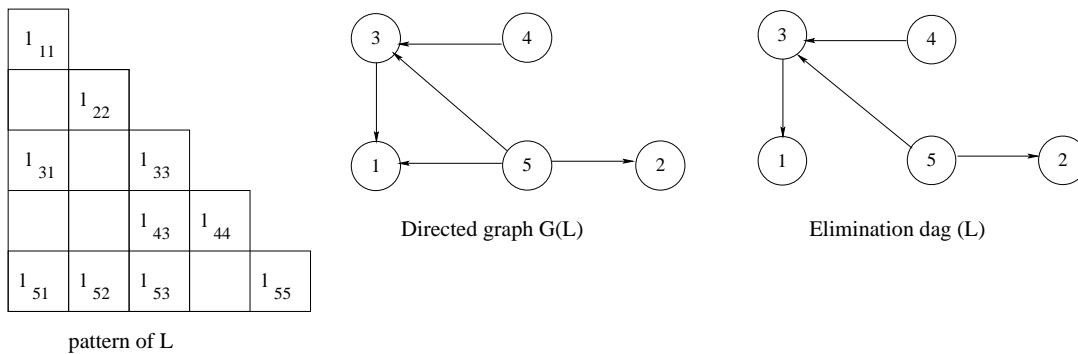 l 11
l 22
l 31 l 33
l 43 l 44
l 51 l 52 l 53 l 55
pattern of L
3 4
1 5 2
Directed graph G(L)
3 4
1 5 2
Elimination dag (L)